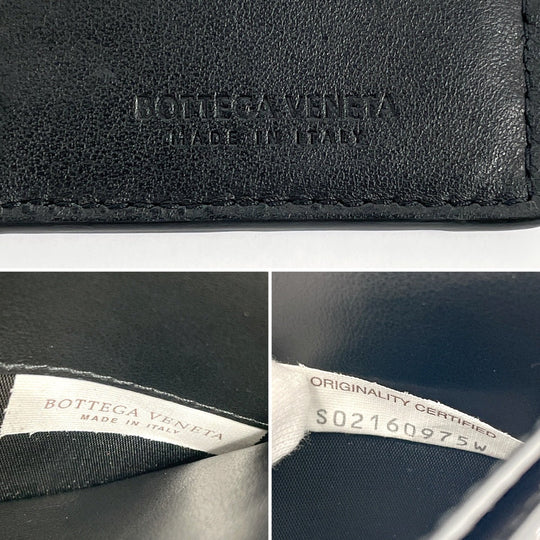 BOTTEGA VENETA
MADE IN ITALY
BOTTEGA VENETA
MADE IN ITALY
ORIGINALITY CERTIFIED
S02160975W